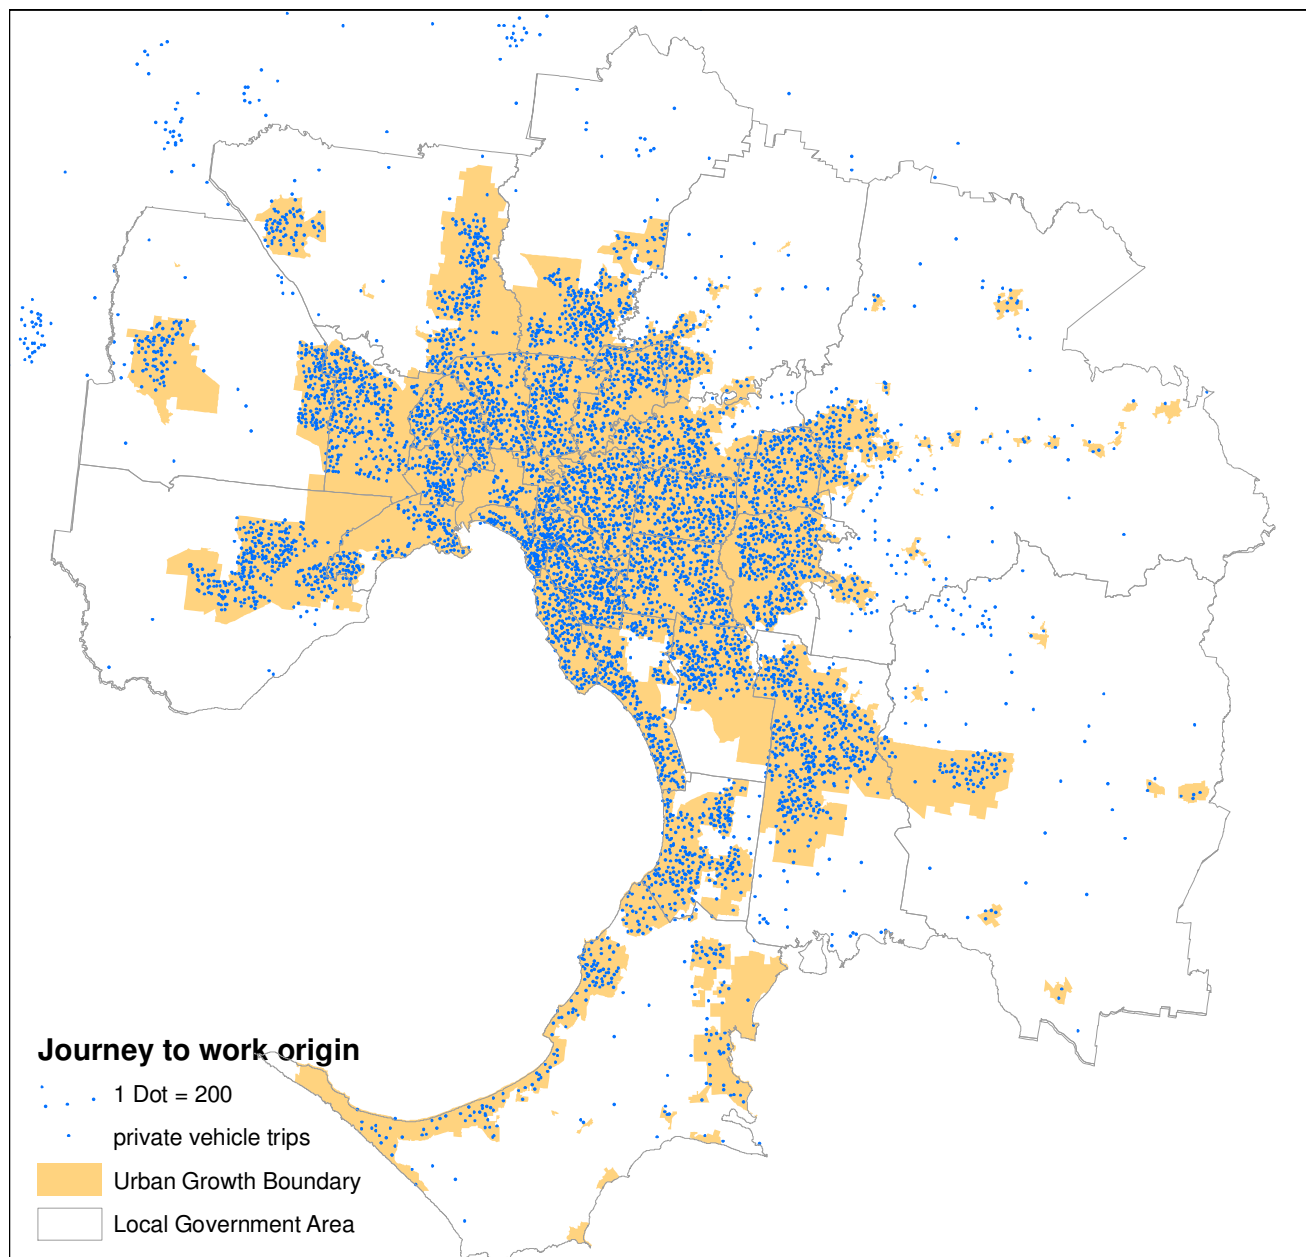 Journey to work origin
1 Dot = 200
private vehicle trips
Urban Growth Boundary
Local Government Area